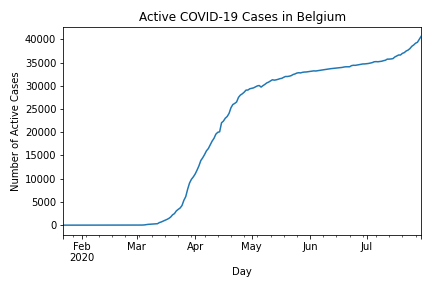 Active COVID-19 Cases in Belgium
Number of Active Cases
40000
35000
30000
25000
20000
15000
10000
5000
0
Feb Mar Apr May Jun Jul
2020
Day